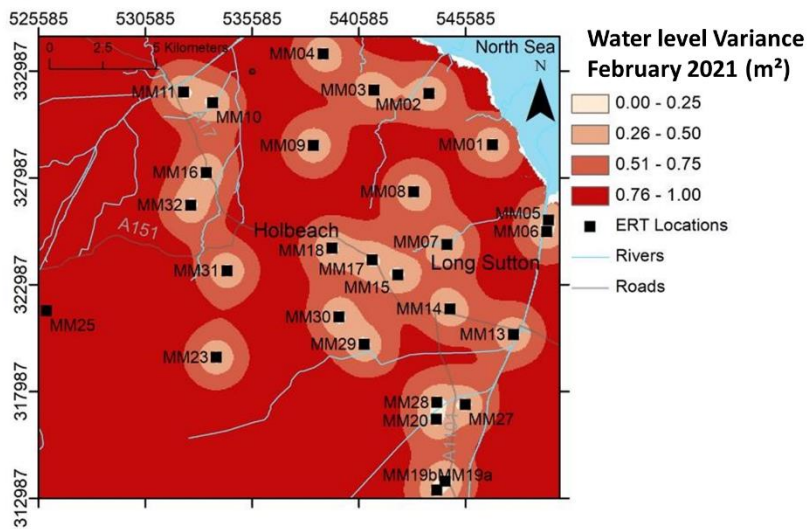 525585 530585 535585 540585 545585
0 2.5 5 Kilometers
North Sea
N
Water level Variance
February 2021 (m²)
0.00 - 0.25
0.26 - 0.50
0.51 - 0.75
0.76 - 1.00
ERT Locations
Rivers
Roads
332987
327987
322987
317987
312987
MM04
MM11
MM03
MM02
MM10
A17
MM09
MM01
MM16
MM08
MM32
MM05
A151
Holbeach
MM06
MM18
MM07
MM17
Long Sutton
MM31
MM15
MM25
MM30
MM14
MM29
MM13
MM23
MM28
MM27
MM20
A1101
MM19b
MM19a